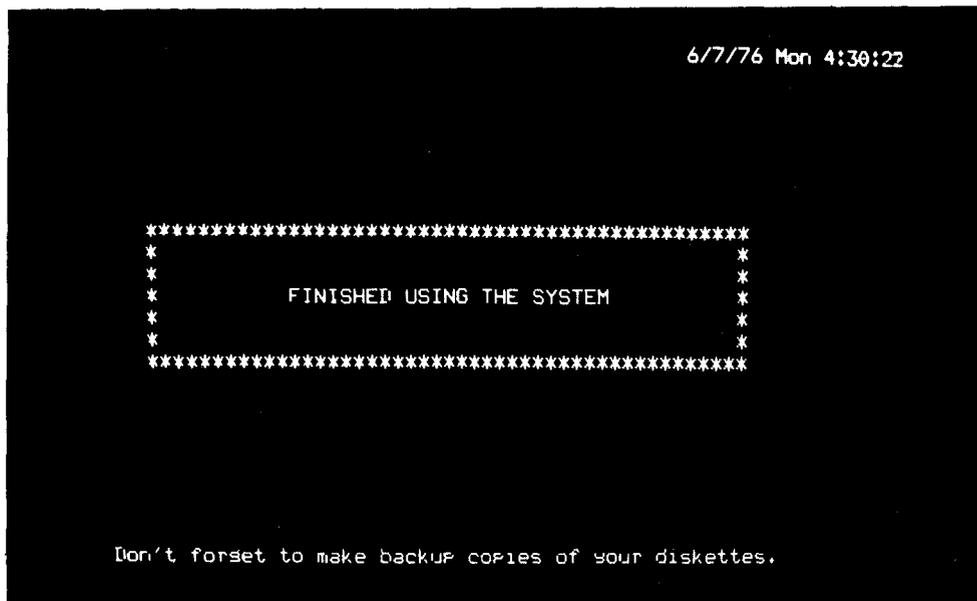 6/7/76 Mon 4:30:22
***********************************************
* *
* *
* FINISHED USING THE SYSTEM *
* *
* *
***********************************************
Don't forget to make backup copies of your diskettes.